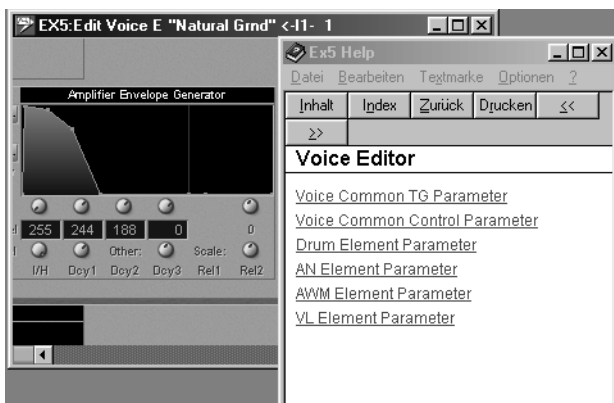 EX5:Edit Voice E "Natural Grnd" <-I1- 1
Amplifier Envelope Generator
255 244 188 0 0
Other: Scale:
I/H Dcy1 Dcy2 Dcy3 Rel1 Rel2
Ex5 Help
Datei Bearbeiten Textmarke Optionen ?
Inhalt Index Zurück Drucken <<
>>
Voice Editor
Voice Common TG Parameter
Voice Common Control Parameter
Drum Element Parameter
AN Element Parameter
AWM Element Parameter
VL Element Parameter